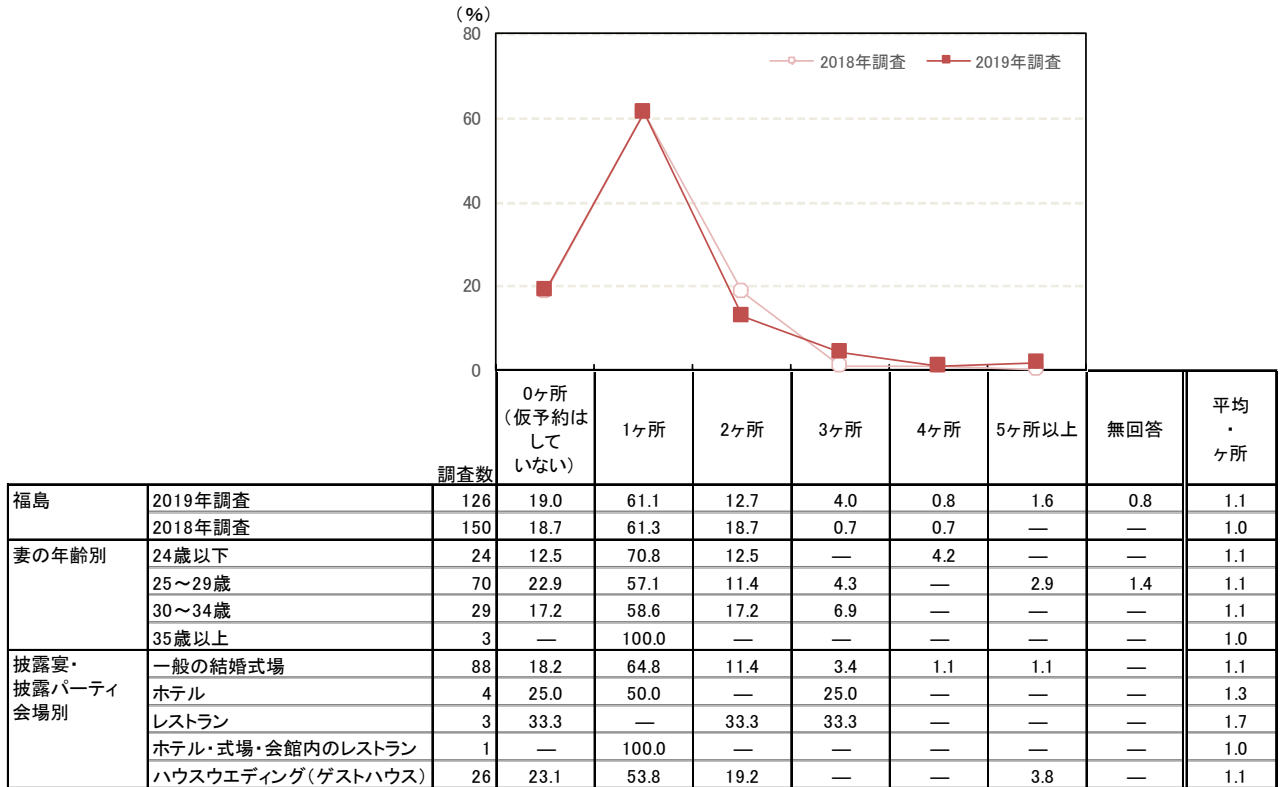 （%）
80
2018年調査 2019年調査
60
40
20
0
調査数 0ヶ所（仮予約はしていない） 1ヶ所 2ヶ所 3ヶ所 4ヶ所 5ヶ所以上 無回答 平均・ヶ所
福島 2019年調査 126 19.0 61.1 12.7 4.0 0.8 1.6 0.8 1.1
2018年調査 150 18.7 61.3 18.7 0.7 0.7 — — 1.0
妻の年齢別 24歳以下 24 12.5 70.8 12.5 — 4.2 — — 1.1
25～29歳 70 22.9 57.1 11.4 4.3 — 2.9 1.4 1.1
30～34歳 29 17.2 58.6 17.2 6.9 — — — 1.1
35歳以上 3 — 100.0 — — — — — 1.0
披露宴・披露パーティ会場別 一般の結婚式場 88 18.2 64.8 11.4 3.4 1.1 1.1 — 1.1
ホテル 4 25.0 50.0 — 25.0 — — — 1.3
レストラン 3 33.3 — 33.3 33.3 — — — 1.7
ホテル・式場・会館内のレストラン 1 — 100.0 — — — — — 1.0
ハウスウエディング（ゲストハウス） 26 23.1 53.8 19.2 — — 3.8 — 1.1